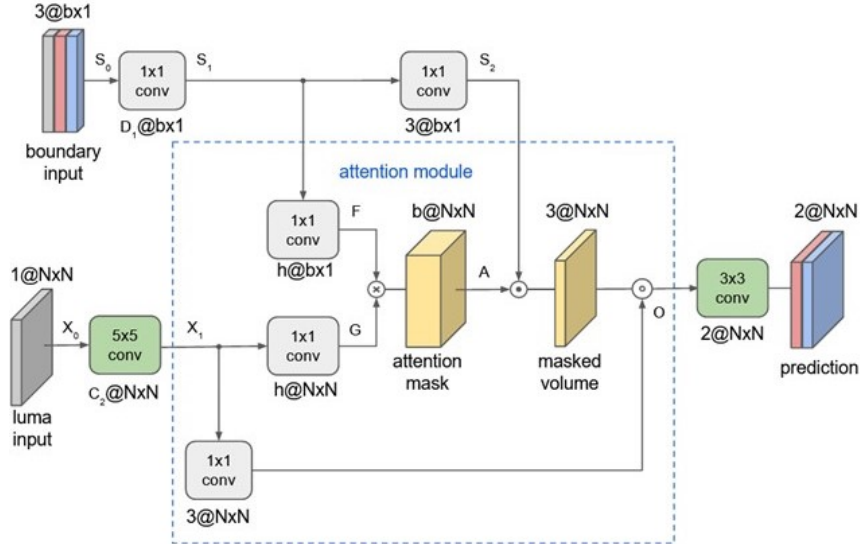 3@bx1
S₀
1x1
conv
S₁
D₁@bx1
1x1
conv
S₂
3@bx1
boundary
input
attention module
1x1
conv
F
h@bx1
b@NxN
A
attention
mask
3@NxN
masked
volume
O
3x3
conv
2@NxN
2@NxN
prediction
1@NxN
X₀
luma
input
5x5
conv
C₂@NxN
X₁
1x1
conv
G
h@NxN
1x1
conv
3@NxN